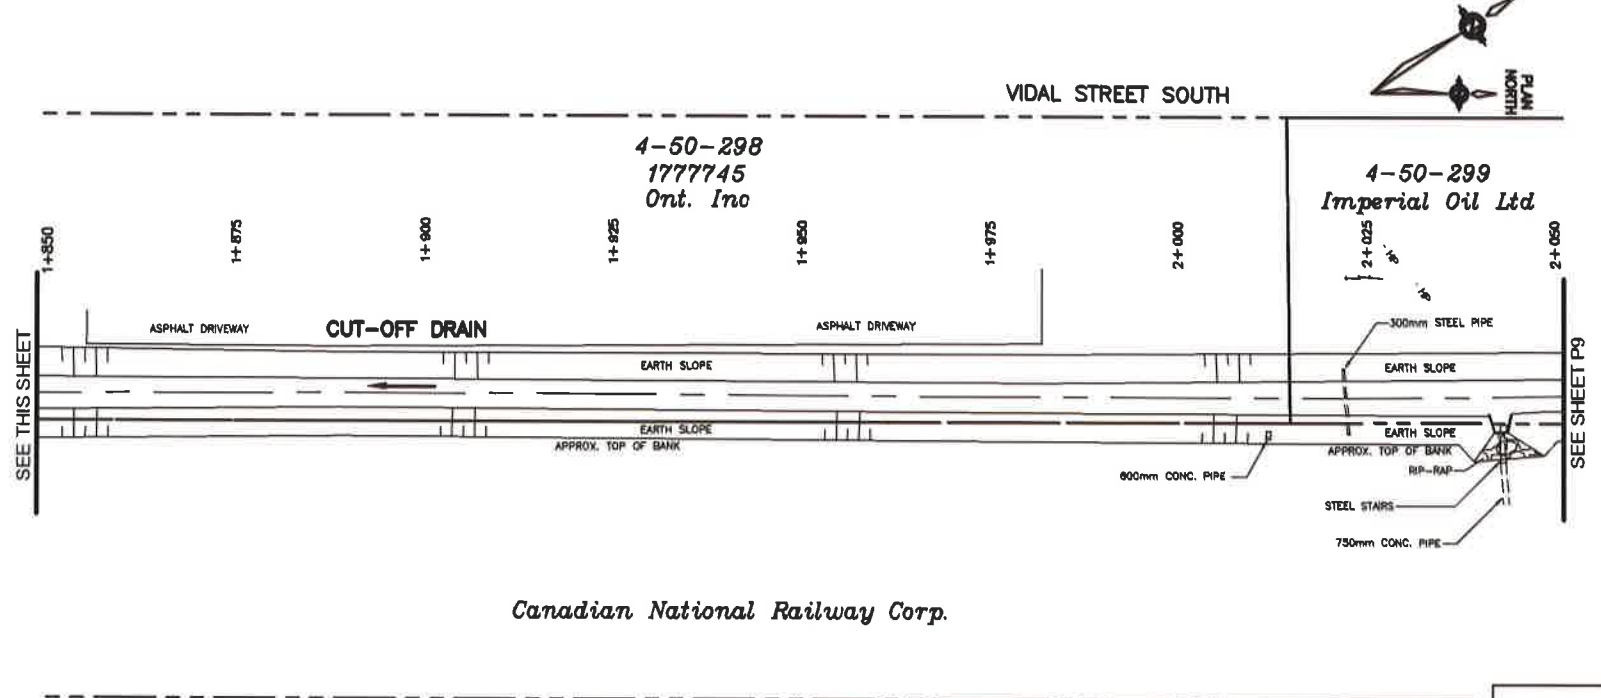 PLAN
NORTH
VIDAL STREET SOUTH
4-50-298
1777745
Ont. Inc
4-50-299
Imperial Oil Ltd
1+850
1+875
1+900
1+925
1+950
1+975
2+000
2+025
2+050
SEE THIS SHEET
ASPHALT DRIVEWAY
CUT-OFF DRAIN
ASPHALT DRIVEWAY
300mm STEEL PIPE
EARTH SLOPE
EARTH SLOPE
SEE SHEET P9
EARTH SLOPE
EARTH SLOPE
APPROX. TOP OF BANK
APPROX. TOP OF BANK
RIP-RAP
600mm CONC. PIPE
STEEL STAIRS
750mm CONC. PIPE
Canadian National Railway Corp.